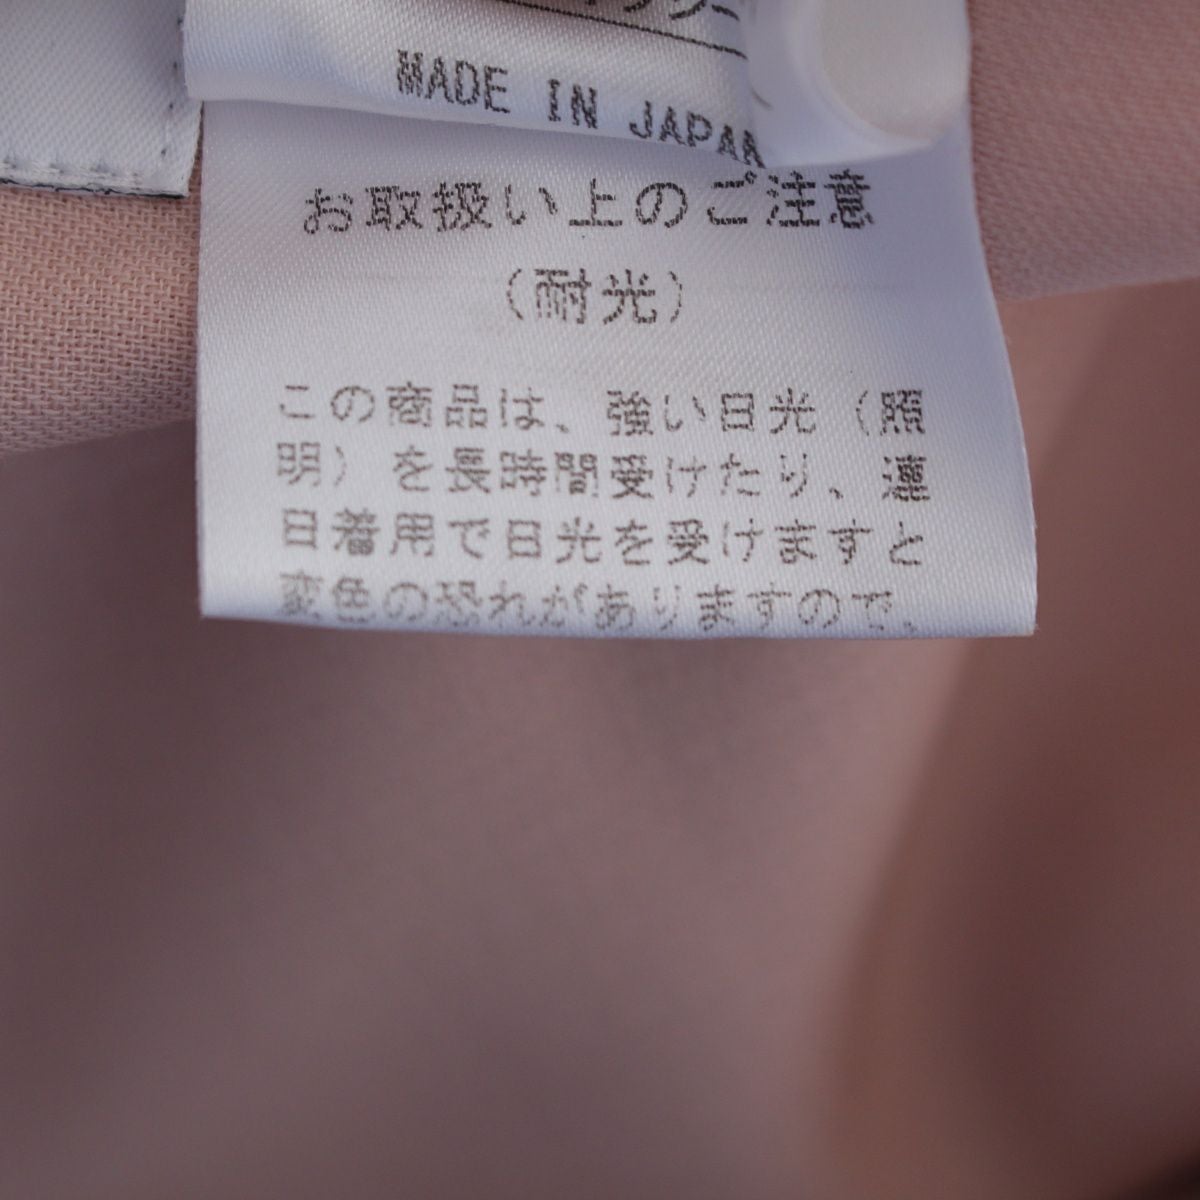 MADE IN JAPAN
お取扱い上のご注意
（耐光）
この商品は、強い日光（照
明）を長時間受けたり、連
日着用で日光を受けますと
変色の恐れがありますので、